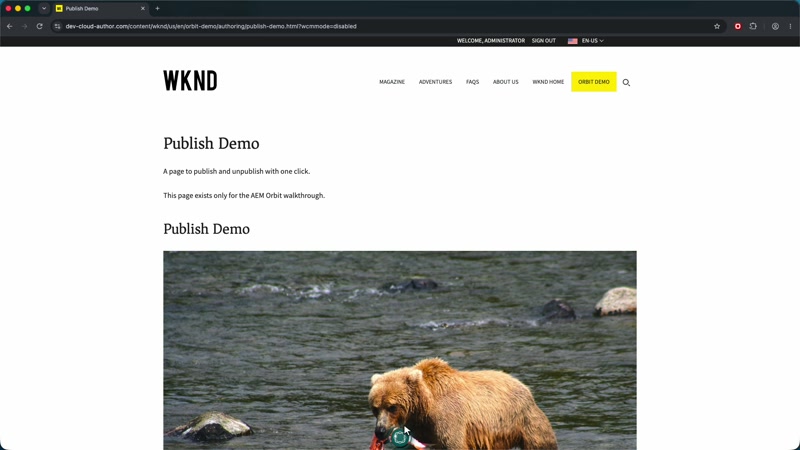 Publish Demo
dev-cloud-author.com/content/wknd/us/en/orbit-demo/authoring/publish-demo.html?wcmmode=disabled
WELCOME, ADMINISTRATOR SIGN OUT EN-US
WKND
MAGAZINE ADVENTURES FAQS ABOUT US WKND HOME ORBIT DEMO
Publish Demo
A page to publish and unpublish with one click.
This page exists only for the AEM Orbit walkthrough.
Publish Demo